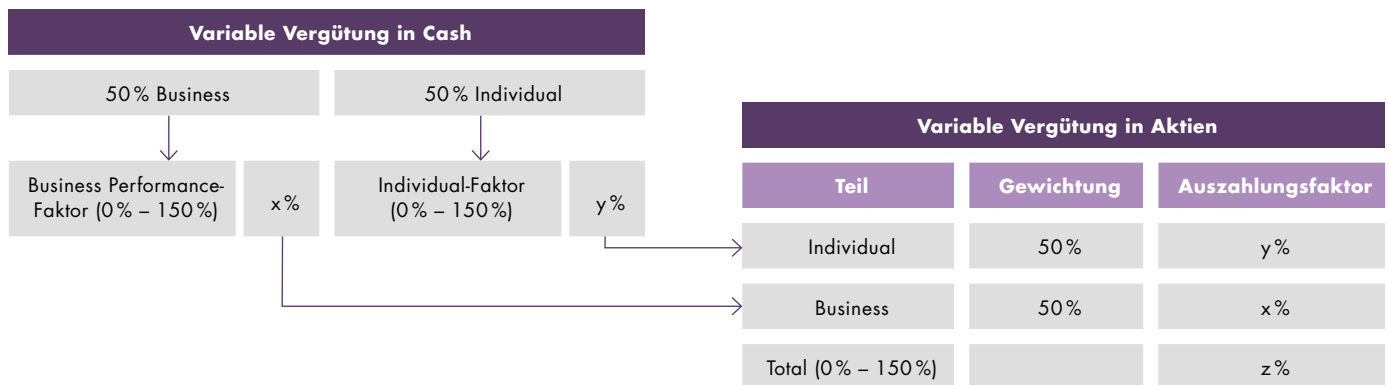 Variable Vergütung in Cash
50 % Business
50 % Individual
Business Performance-
Faktor (0 % – 150 %)
x %
Individual-Faktor
(0 % – 150 %)
y %
Variable Vergütung in Aktien
Teil
Gewichtung
Auszahlungsfaktor
Individual
50 %
y %
Business
50 %
x %
Total (0 % – 150 %)
z %